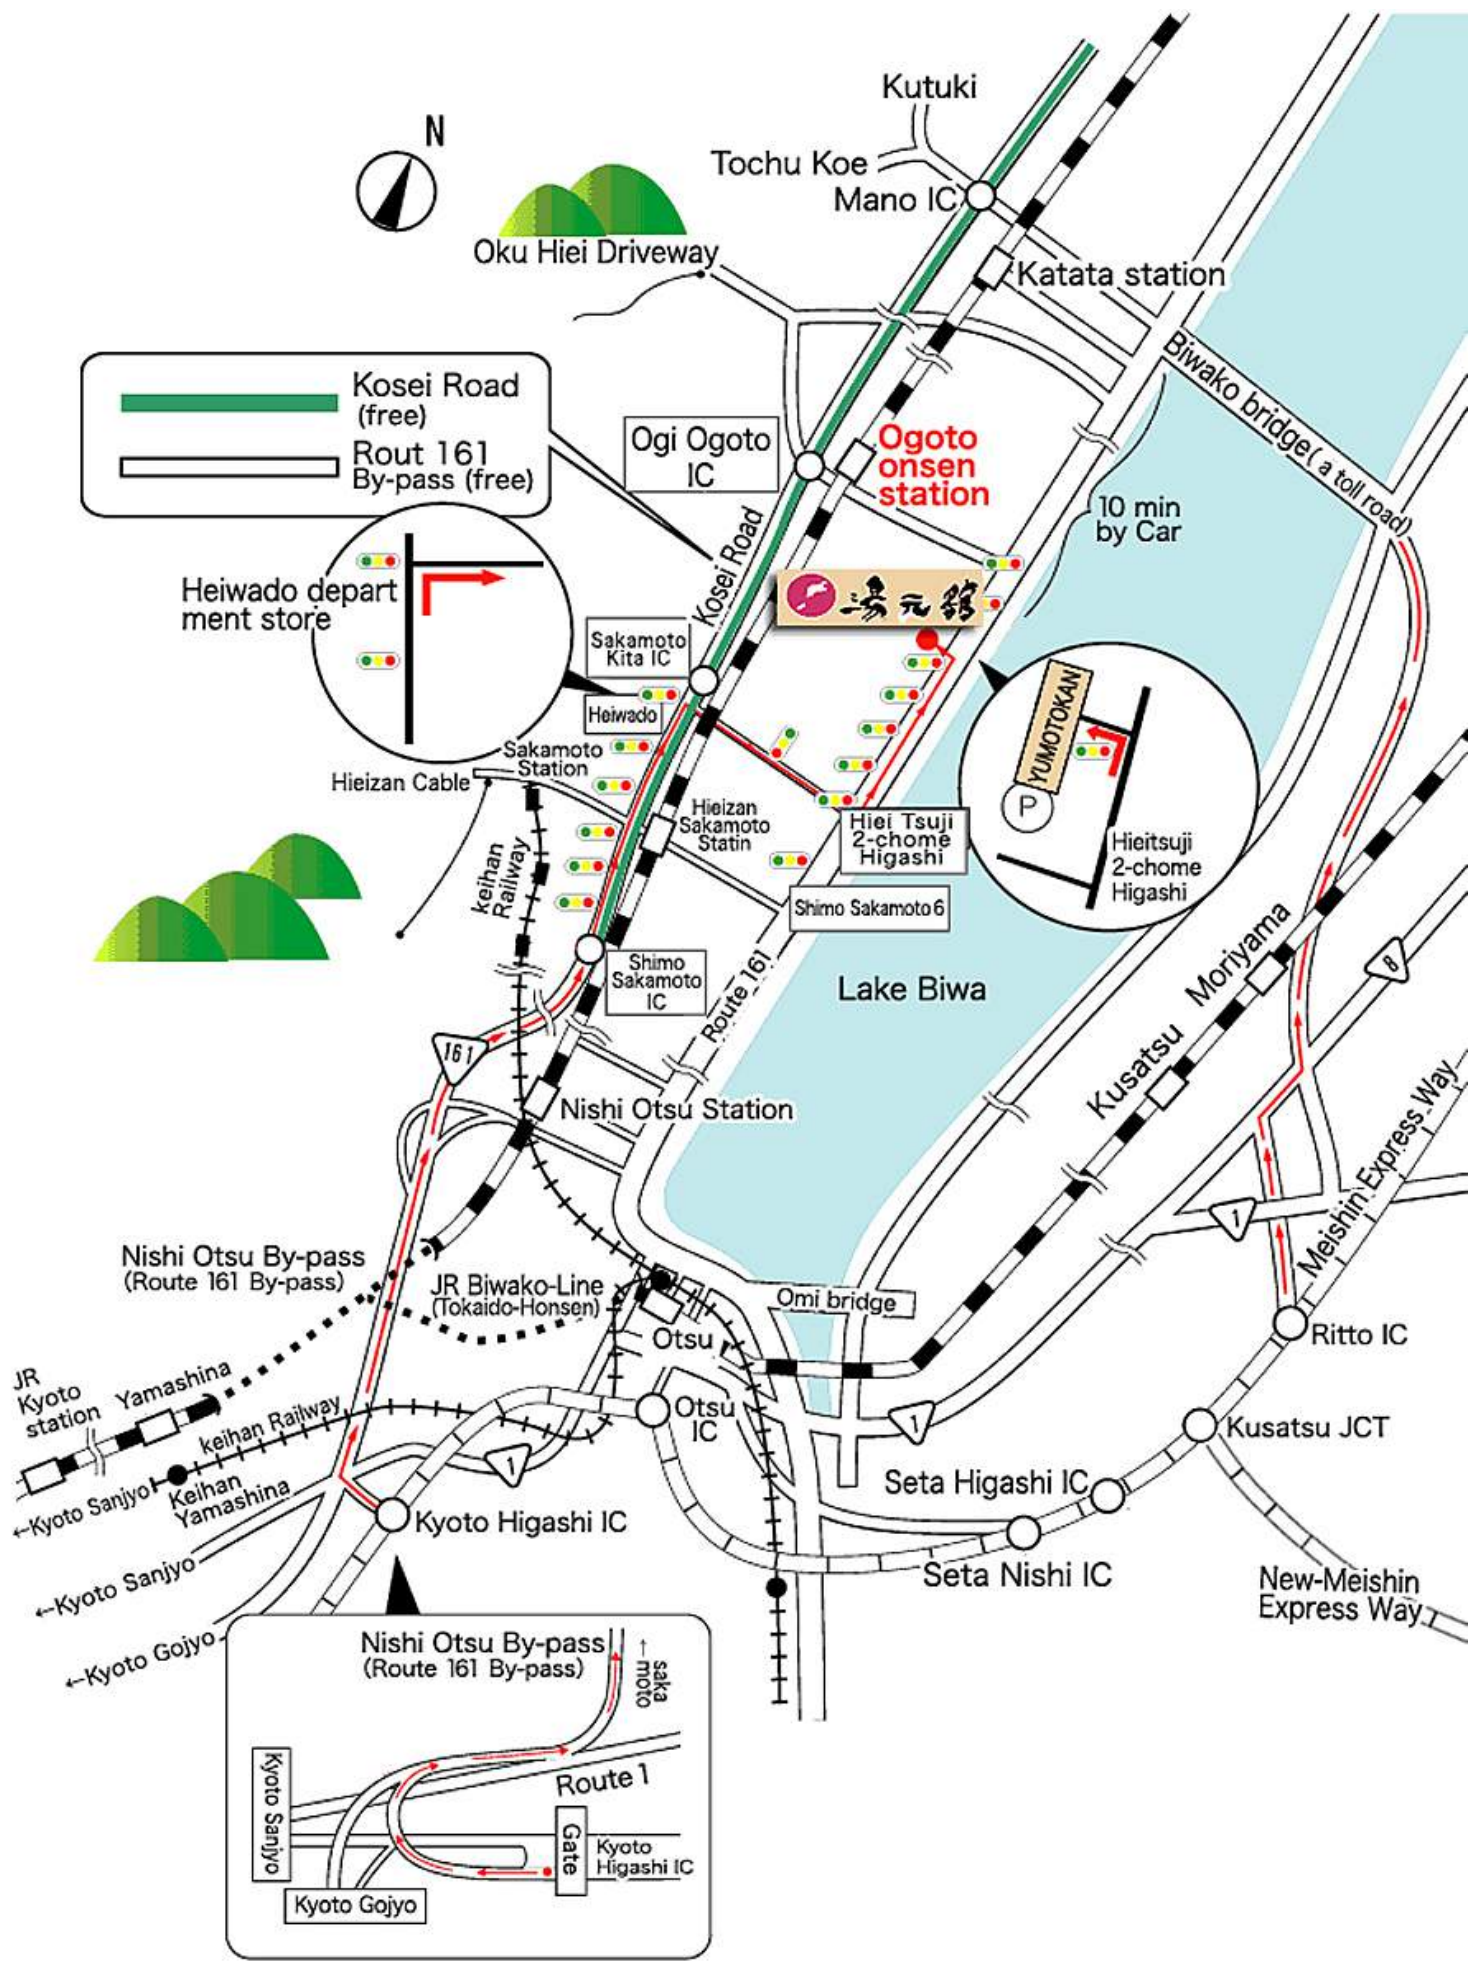 Kutuki
N
Tochu Koe
Mano IC
Oku Hiei Driveway
Katata station
Biwako bridge( a toll road)
Kosei Road
(free)
Rout 161
By-pass (free)
Ogi Ogoto
IC
Ogoto
onsen
station
10 min
by Car
Kosei Road
Heiwado depart
ment store
湯元舘
Sakamoto
Kita IC
Heiwado
YUMOTOKAN
P
Hieitsuji
2-chome
Higashi
Sakamoto
Station
Hieizan Cable
Hieizan
Sakamoto
Statin
Hiei Tsuji
2-chome
Higashi
keihan
Railway
Shimo Sakamoto 6
Shimo
Sakamoto
IC
Route 161
Lake Biwa
Moriyama
8
Kusatsu
161
Nishi Otsu Station
Meishin Express Way
1
Nishi Otsu By-pass
(Route 161 By-pass)
JR Biwako-Line
(Tokaido-Honsen)
Omi bridge
Otsu
Ritto IC
JR
Kyoto
station
Yamashina
keihan Railway
Otsu
IC
1
Kusatsu JCT
1
Seta Higashi IC
←Kyoto Sanjyo
Keihan
Yamashina
Kyoto Higashi IC
←Kyoto Sanjyo
Seta Nishi IC
New-Meishin
Express Way
←Kyoto Gojyo
Nishi Otsu By-pass
(Route 161 By-pass)
←saka
moto
Route 1
Kyoto Sanjyo
Gate
Kyoto
Higashi IC
Kyoto Gojyo